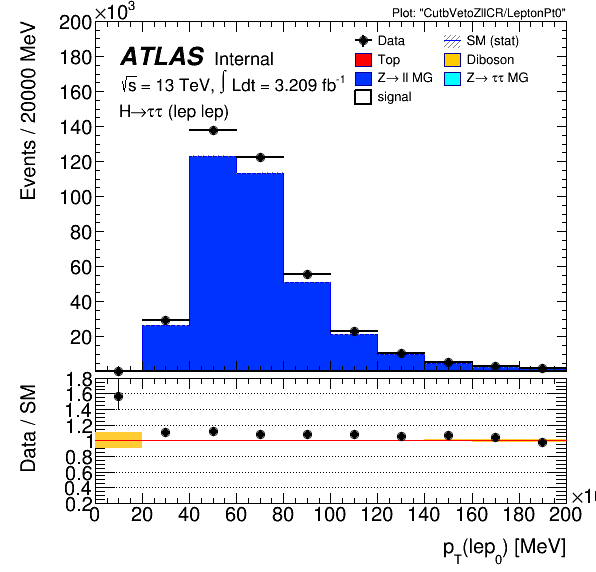 Plot: "CutbVetoZllCR/LeptonPt0"
×10³
Events / 20000 MeV
200
180
160
140
120
100
80
60
40
20
ATLAS Internal
√s = 13 TeV, ∫ Ldt = 3.209 fb⁻¹
H→ττ (lep lep)
Data
SM (stat)
Top
Diboson
Z→ ll MG
Z→ ττ MG
signal
Data / SM
1.8
1.6
1.4
1.2
1
0.8
0.6
0.4
0.2
0 20 40 60 80 100 120 140 160 180 200
p_T(lep_0) [MeV]